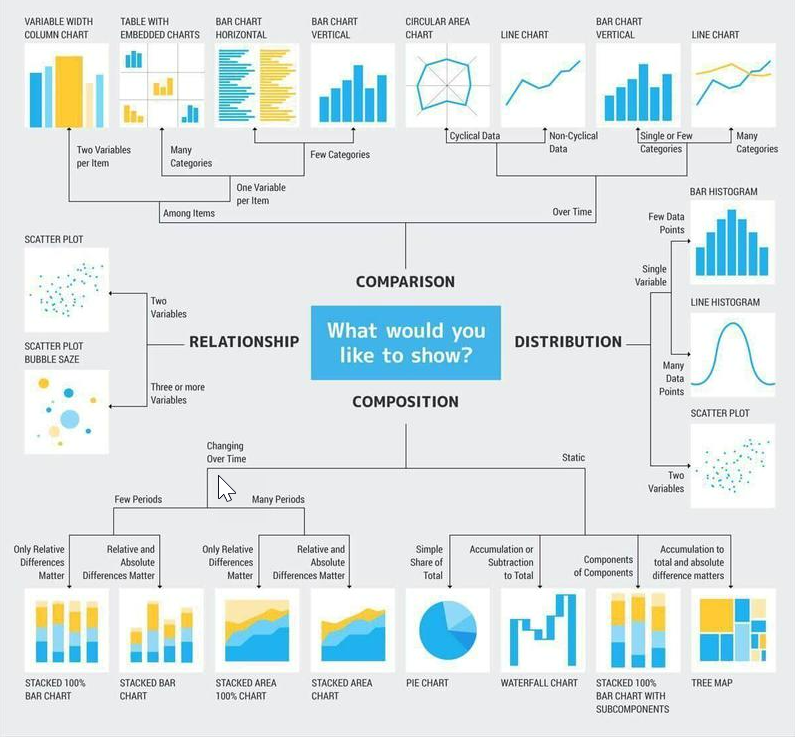 VARIABLE WIDTH
COLUMN CHART
TABLE WITH
EMBEDDED CHARTS
BAR CHART
HORIZONTAL
BAR CHART
VERTICAL
CIRCULAR AREA
CHART
LINE CHART
BAR CHART
VERTICAL
LINE CHART
Two Variables
per Item
Many
Categories
Few Categories
Cyclical Data
Non-Cyclical
Data
Single or Few
Categories
Many
Categories
One Variable
per Item
Among Items
Over Time
COMPARISON
SCATTER PLOT
Two
Variables
SCATTER PLOT
BUBBLE SAZE
Three or more
Variables
RELATIONSHIP
What would you
like to show?
DISTRIBUTION
BAR HISTOGRAM
Few Data
Points
Single
Variable
LINE HISTOGRAM
Many
Data
Points
SCATTER PLOT
Two
Variables
COMPOSITION
Changing
Over Time
Static
Few Periods
Many Periods
Only Relative
Differences
Matter
Relative and
Absolute
Differences Matter
Only Relative
Differences
Matter
Relative and
Absolute
Differences Matter
Simple
Share of
Total
Accumulation or
Subtraction
to Total
Components
of Components
Accumulation to
total and absolute
difference matters
STACKED 100%
BAR CHART
STACKED BAR
CHART
STACKED AREA
100% CHART
STACKED AREA
CHART
PIE CHART
WATERFALL CHART
STACKED 100%
BAR CHART WITH
SUBCOMPONENTS
TREE MAP